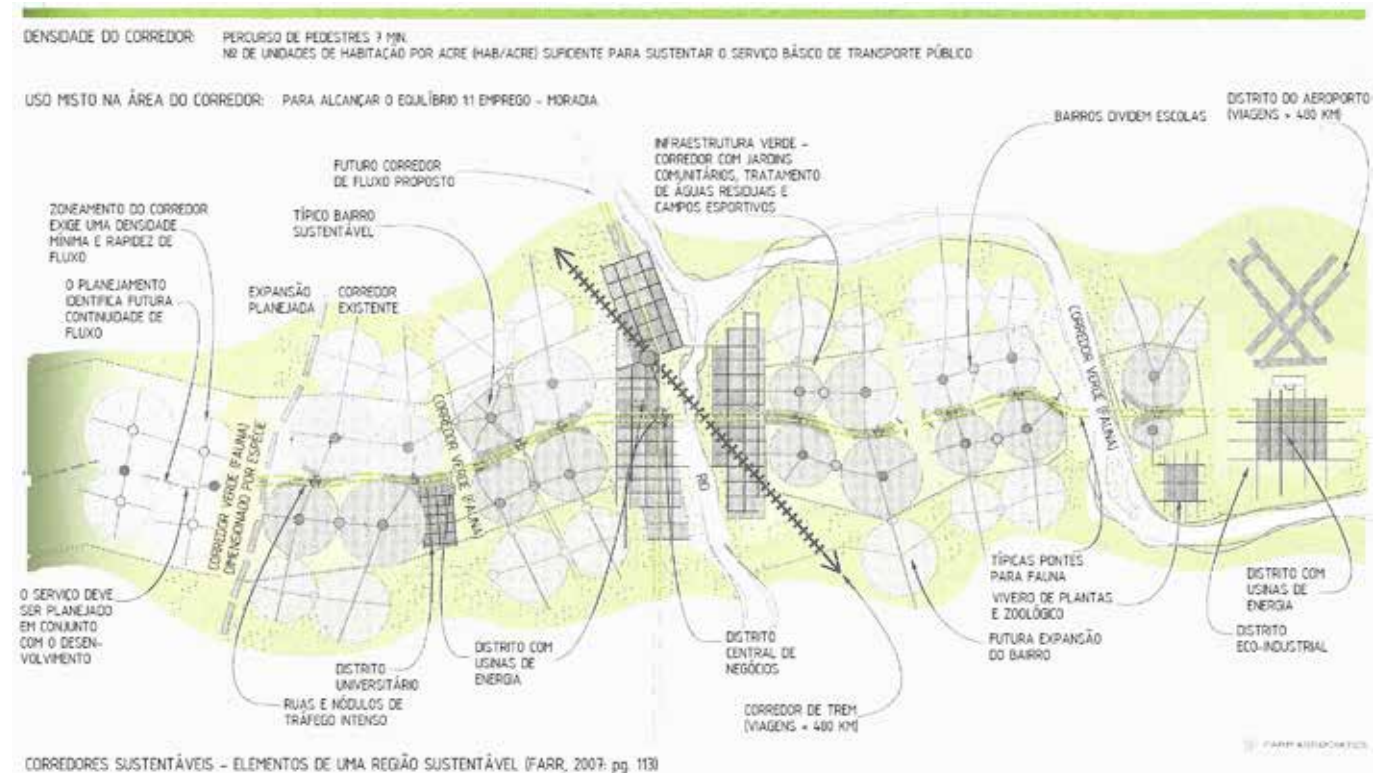 DENSIDADE DO CORREDOR: PERCURSO DE PEDESTRES 7 MIN.
Nº DE UNIDADES DE HABITAÇÃO POR ACRE (HAB/ACRE) SUFICIENTE PARA SUSTENTAR O SERVIÇO BÁSICO DE TRANSPORTE PÚBLICO
USO MISTO NA ÁREA DO CORREDOR: PARA ALCANÇAR O EQUILÍBRIO 1:1 EMPREGO - MORADIA
DISTRITO DO AEROPORTO
(VIAGENS + 480 KM)
BAIRROS DIVIDEM ESCOLAS
INFRAESTRUTURA VERDE -
CORREDOR COM JARDINS
COMUNITÁRIOS, TRATAMENTO
DE ÁGUAS RESIDUAIS E
CAMPOS ESPORTIVOS
FUTURO CORREDOR
DE FLUXO PROPOSTO
TÍPICO BAIRRO
SUSTENTÁVEL
ZONEAMENTO DO CORREDOR
EXIGE UMA DENSIDADE
MÍNIMA E RAPIDEZ DE
FLUXO
O PLANEJAMENTO
IDENTIFICA FUTURA
CONTINUIDADE DE
FLUXO
EXPANSÃO
PLANEJADA
CORREDOR
EXISTENTE
CORREDOR VERDE (FAUNA)
DIMENSIONADO POR ESPÉCIE
CORREDOR VERDE (FAUNA)
RIO
CORREDOR VERDE (FAUNA)
O SERVIÇO DEVE
SER PLANEJADO
EM CONJUNTO
COM O DESEN-
VOLVIMENTO
DISTRITO
UNIVERSITÁRIO
RUAS E NÓDULOS DE
TRÁFEGO INTENSO
DISTRITO COM
USINAS DE
ENERGIA
DISTRITO
CENTRAL DE
NEGÓCIOS
CORREDOR DE TREM
(VIAGENS < 480 KM)
TÍPICAS PONTES
PARA FAUNA
VIVEIRO DE PLANTAS
E ZOOLÓGICO
FUTURA EXPANSÃO
DO BAIRRO
DISTRITO COM
USINAS DE
ENERGIA
DISTRITO
ECO-INDUSTRIAL
FARR ASSOCIATES
CORREDORES SUSTENTÁVEIS - ELEMENTOS DE UMA REGIÃO SUSTENTÁVEL (FARR, 2007: pg. 113)